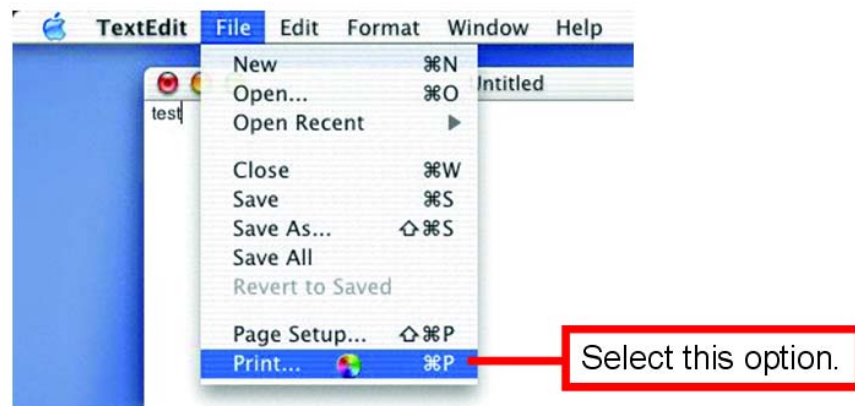 TextEdit File Edit Format Window Help
Untitled
test
New ⌘N
Open... ⌘O
Open Recent ▶
Close ⌘W
Save ⌘S
Save As... ⇧⌘S
Save All
Revert to Saved
Page Setup... ⇧⌘P
Print... ⌘P
Select this option.